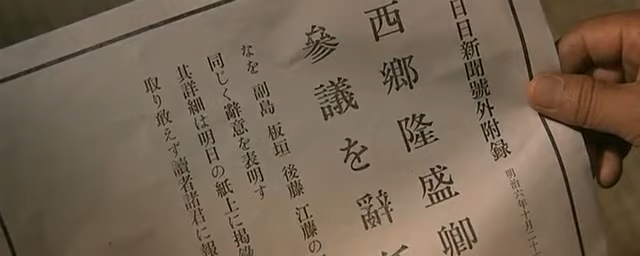 日日新聞號外附録
明治六年十月二十
西郷隆盛卿
參議を辭
なを 副島 板垣 後藤 江藤の
同じく辭意を表明す
其詳細は明日の紙上に掲
取り敢えず讀者諸君に報